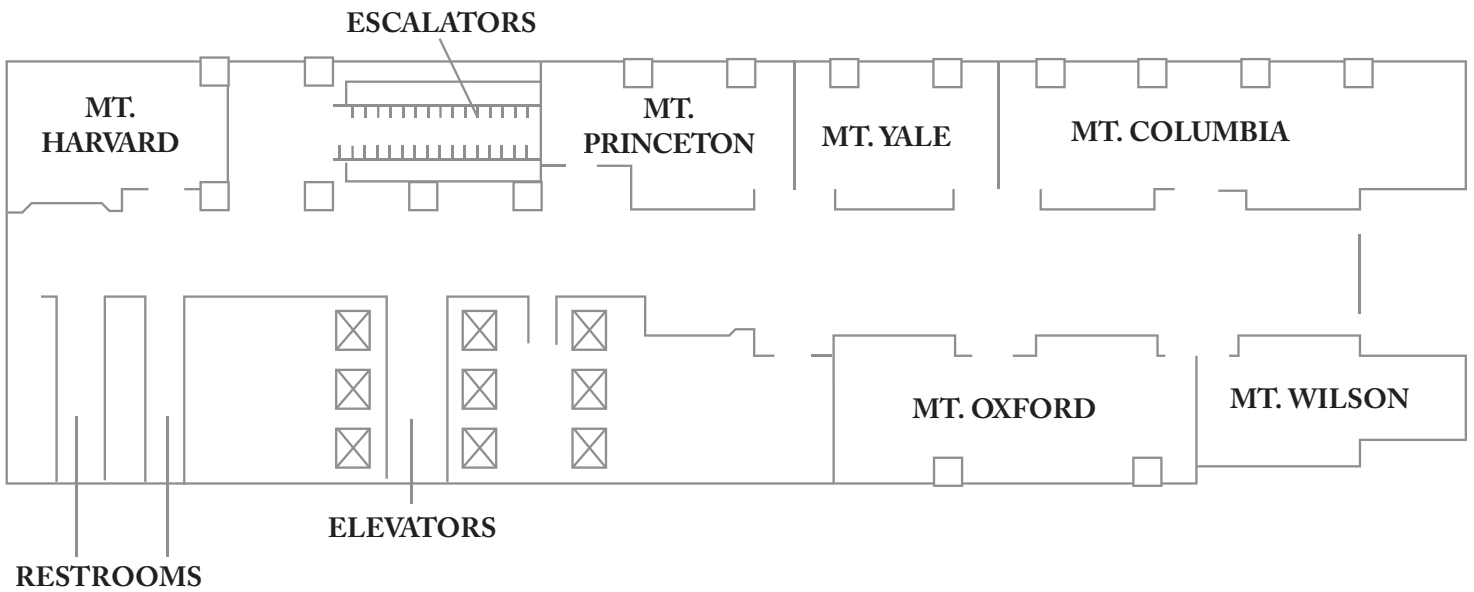 ESCALATORS
MT.
HARVARD
MT.
PRINCETON
MT. YALE
MT. COLUMBIA
MT. OXFORD
MT. WILSON
ELEVATORS
RESTROOMS